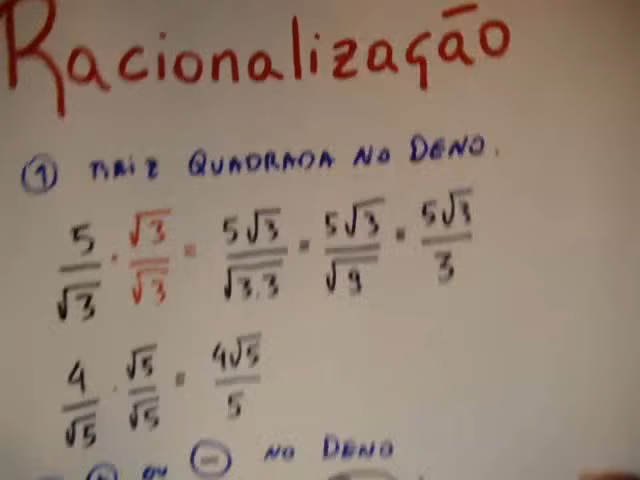 Racionalização
① RAIZ QUADRADA NO DENO.
5/√3 · √3/√3 = 5√3/√3.3 = 5√3/√9 = 5√3/3
4/√5 · √5/√5 = 4√5/5
⊕ ou ⊖ NO DENO